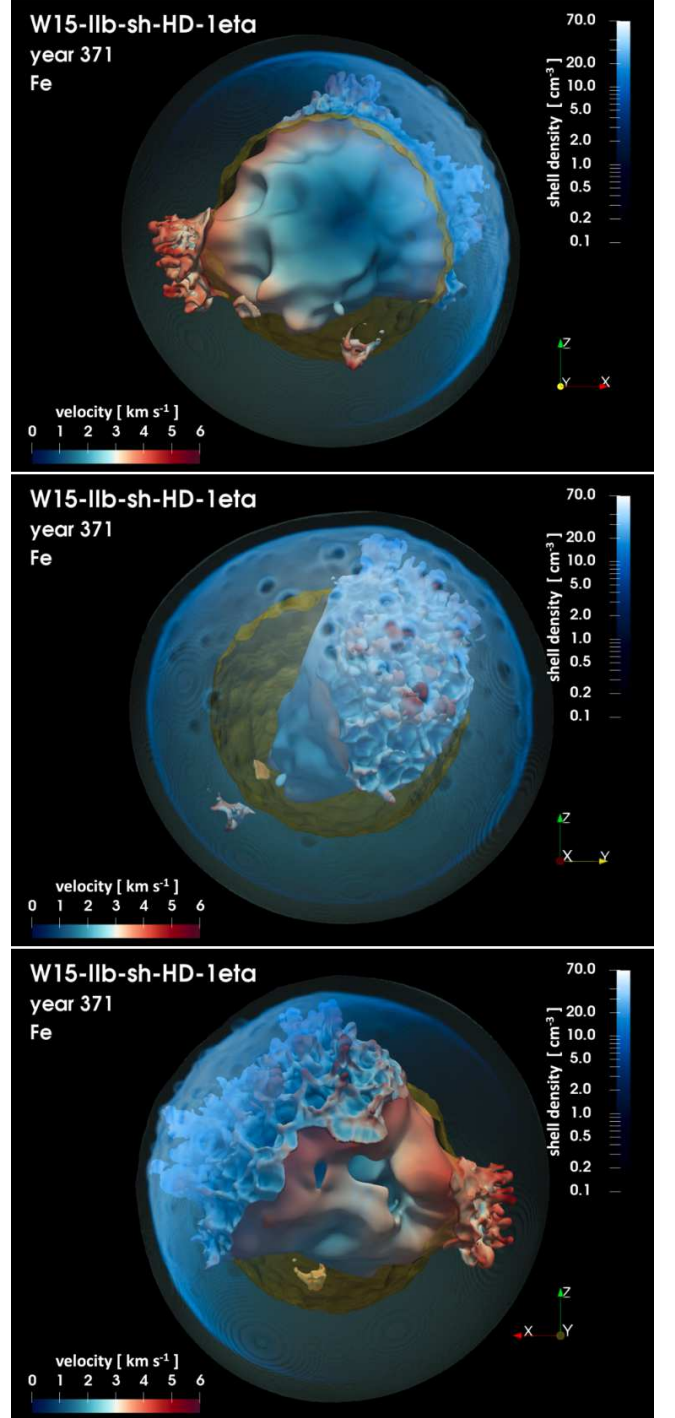 W15-IIb-sh-HD-1eta
year 371
Fe
shell density [ cm-3 ]
70.0
20.0
10.0
5.0
2.0
1.0
0.5
0.2
0.1
Z
Y X
velocity [ km s-1 ]
0 1 2 3 4 5 6
W15-IIb-sh-HD-1eta
year 371
Fe
shell density [ cm-3 ]
70.0
20.0
10.0
5.0
2.0
1.0
0.5
0.2
0.1
Z
X Y
velocity [ km s-1 ]
0 1 2 3 4 5 6
W15-IIb-sh-HD-1eta
year 371
Fe
shell density [ cm-3 ]
70.0
20.0
10.0
5.0
2.0
1.0
0.5
0.2
0.1
Z
X Y
velocity [ km s-1 ]
0 1 2 3 4 5 6